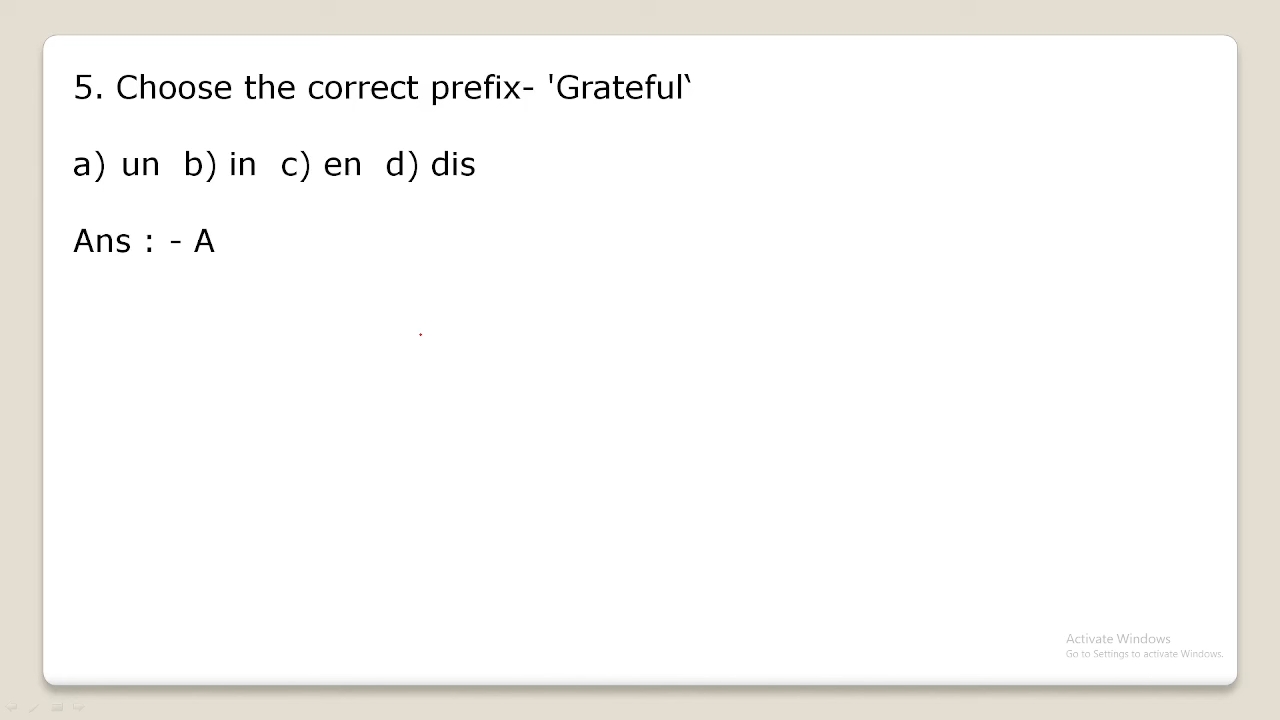 5. Choose the correct prefix- 'Grateful‘
a) un b) in c) en d) dis
Ans : - A
Activate Windows
Go to Settings to activate Windows.